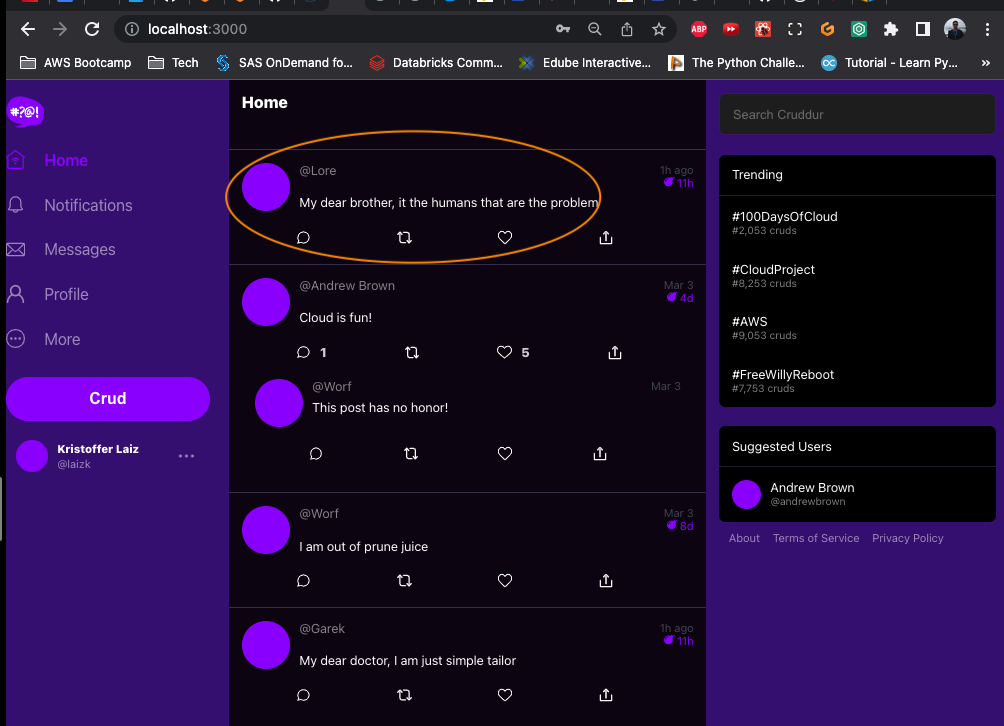 localhost:3000
ABP
AWS Bootcamp
Tech
SAS OnDemand fo...
Databricks Comm...
Edube Interactive...
The Python Challe...
Tutorial - Learn Py...
»
#?@!
Home
Notifications
Messages
Profile
More
Crud
Kristoffer Laiz
@laizk
Home
@Lore
1h ago
11h
My dear brother, it the humans that are the problem
@Andrew Brown
Mar 3
4d
Cloud is fun!
1
5
@Worf
Mar 3
This post has no honor!
@Worf
Mar 3
8d
I am out of prune juice
@Garek
1h ago
11h
My dear doctor, I am just simple tailor
Search Cruddur
Trending
#100DaysOfCloud
#2,053 cruds
#CloudProject
#8,253 cruds
#AWS
#9,053 cruds
#FreeWillyReboot
#7,753 cruds
Suggested Users
Andrew Brown
@andrewbrown
About Terms of Service Privacy Policy